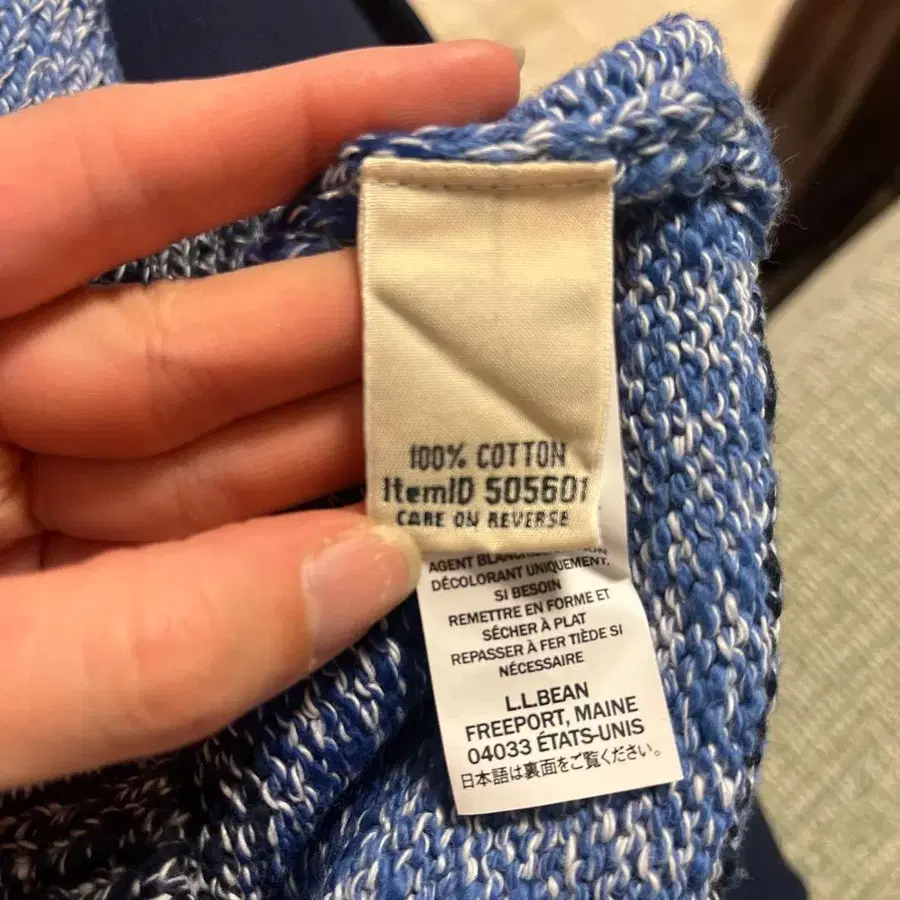 100% COTTON
ItemID 505601
CARE ON REVERSE
AGENT
DÉCOLORANT UNIQUEMENT,
SI BESOIN
REMETTRE EN FORME ET
SÉCHER À PLAT
REPASSER À FER TIÈDE SI
NÉCESSAIRE
L.L.BEAN
FREEPORT, MAINE
04033 ÉTATS-UNIS
日本語は裏面をご覧ください。